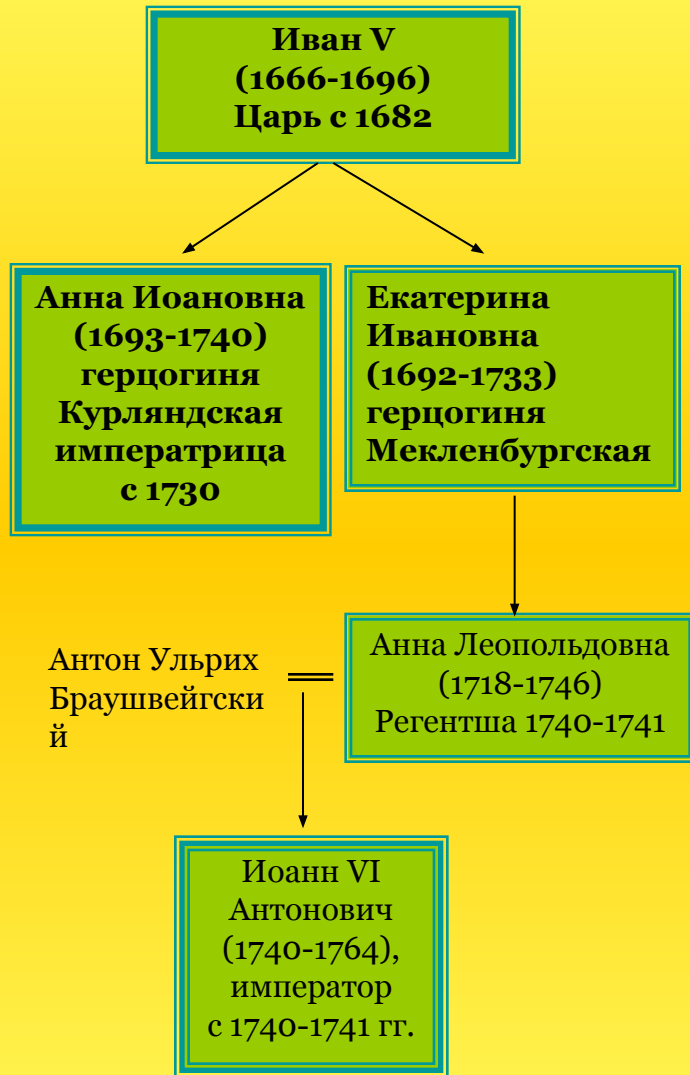 Иван V
(1666-1696)
Царь с 1682
Анна Иоановна
(1693-1740)
герцогиня
Курляндская
императрица
с 1730
Екатерина
Ивановна
(1692-1733)
герцогиня
Мекленбургская
Антон Ульрих
Браушвейгски
й
Анна Леопольдовна
(1718-1746)
Регентша 1740-1741
Иоанн VI
Антонович
(1740-1764),
император
с 1740-1741 гг.